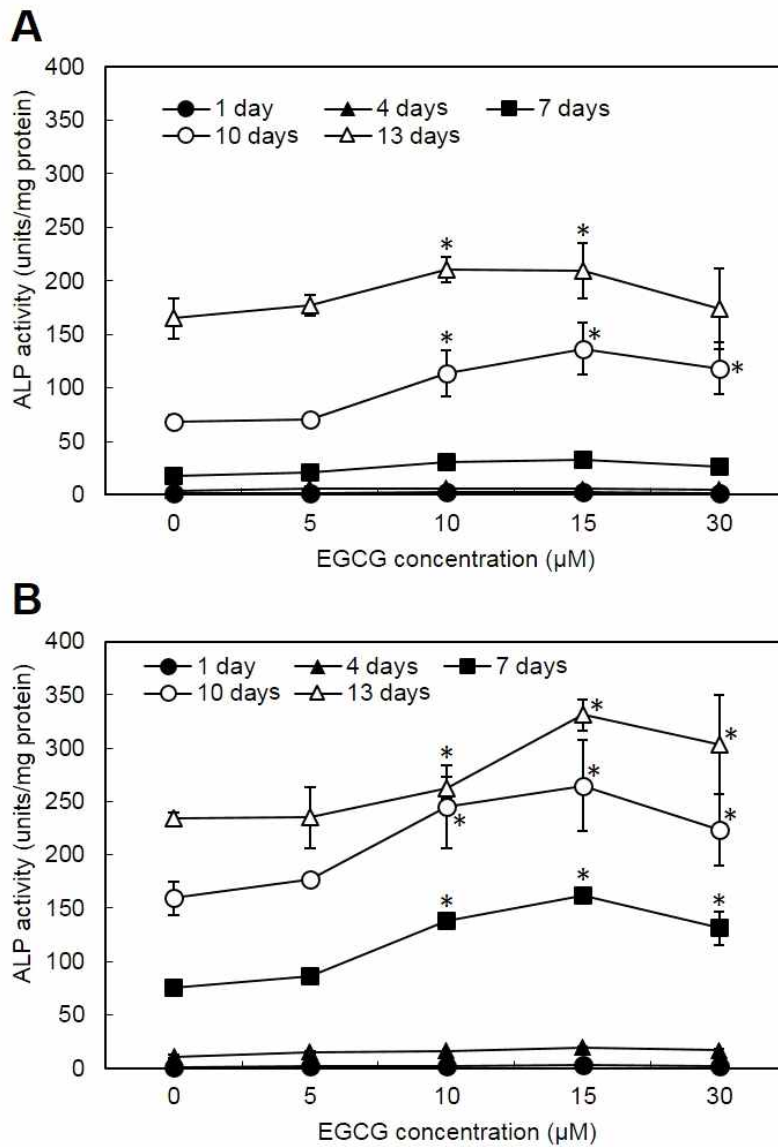 A
400
350
300
250
200
150
100
50
0
ALP activity (units/mg protein)
1 day 4 days 7 days
10 days 13 days
* *
* * *
0 5 10 15 30
EGCG concentration (µM)
B
400
350
300
250
200
150
100
50
0
ALP activity (units/mg protein)
1 day 4 days 7 days
10 days 13 days
* * *
* * *
* * *
0 5 10 15 30
EGCG concentration (µM)